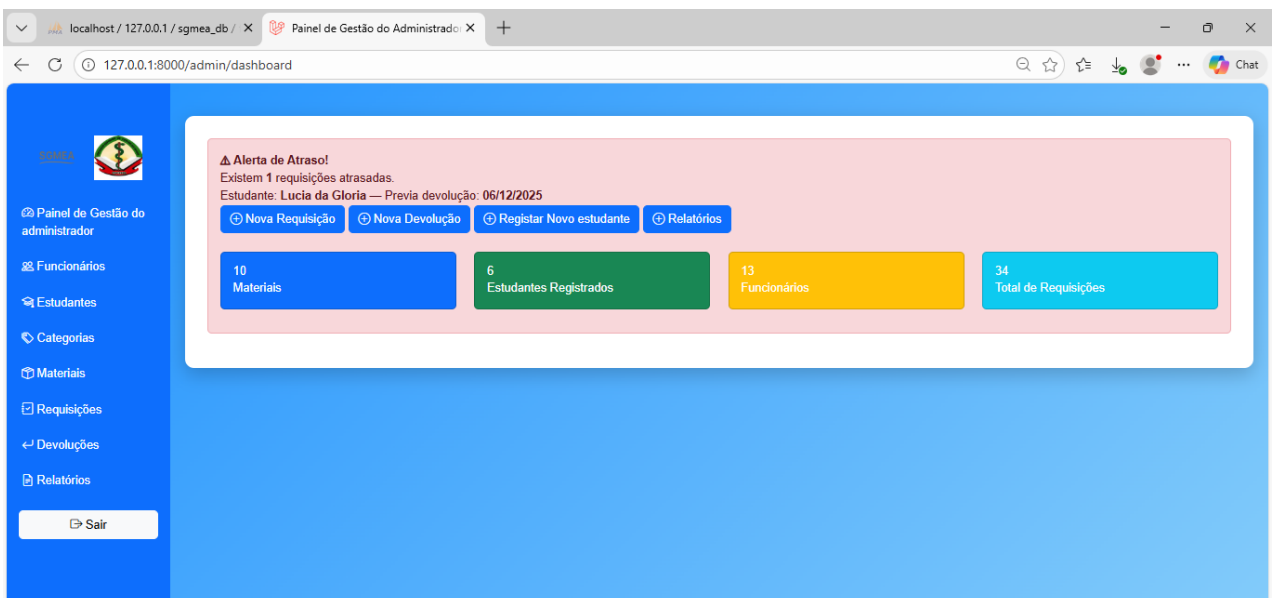 localhost / 127.0.0.1 / sgmea_db /
Painel de Gestão do Administrador
127.0.0.1:8000/admin/dashboard
Chat
SGMEA
Alerta de Atraso!
Existem 1 requisições atrasadas.
Estudante: Lucia da Gloria — Previa devolução: 06/12/2025
Nova Requisição Nova Devolução Registar Novo estudante Relatórios
10
Materiais
6
Estudantes Registrados
13
Funcionários
34
Total de Requisições
Painel de Gestão do
administrador
Funcionários
Estudantes
Categorias
Materiais
Requisições
Devoluções
Relatórios
Sair